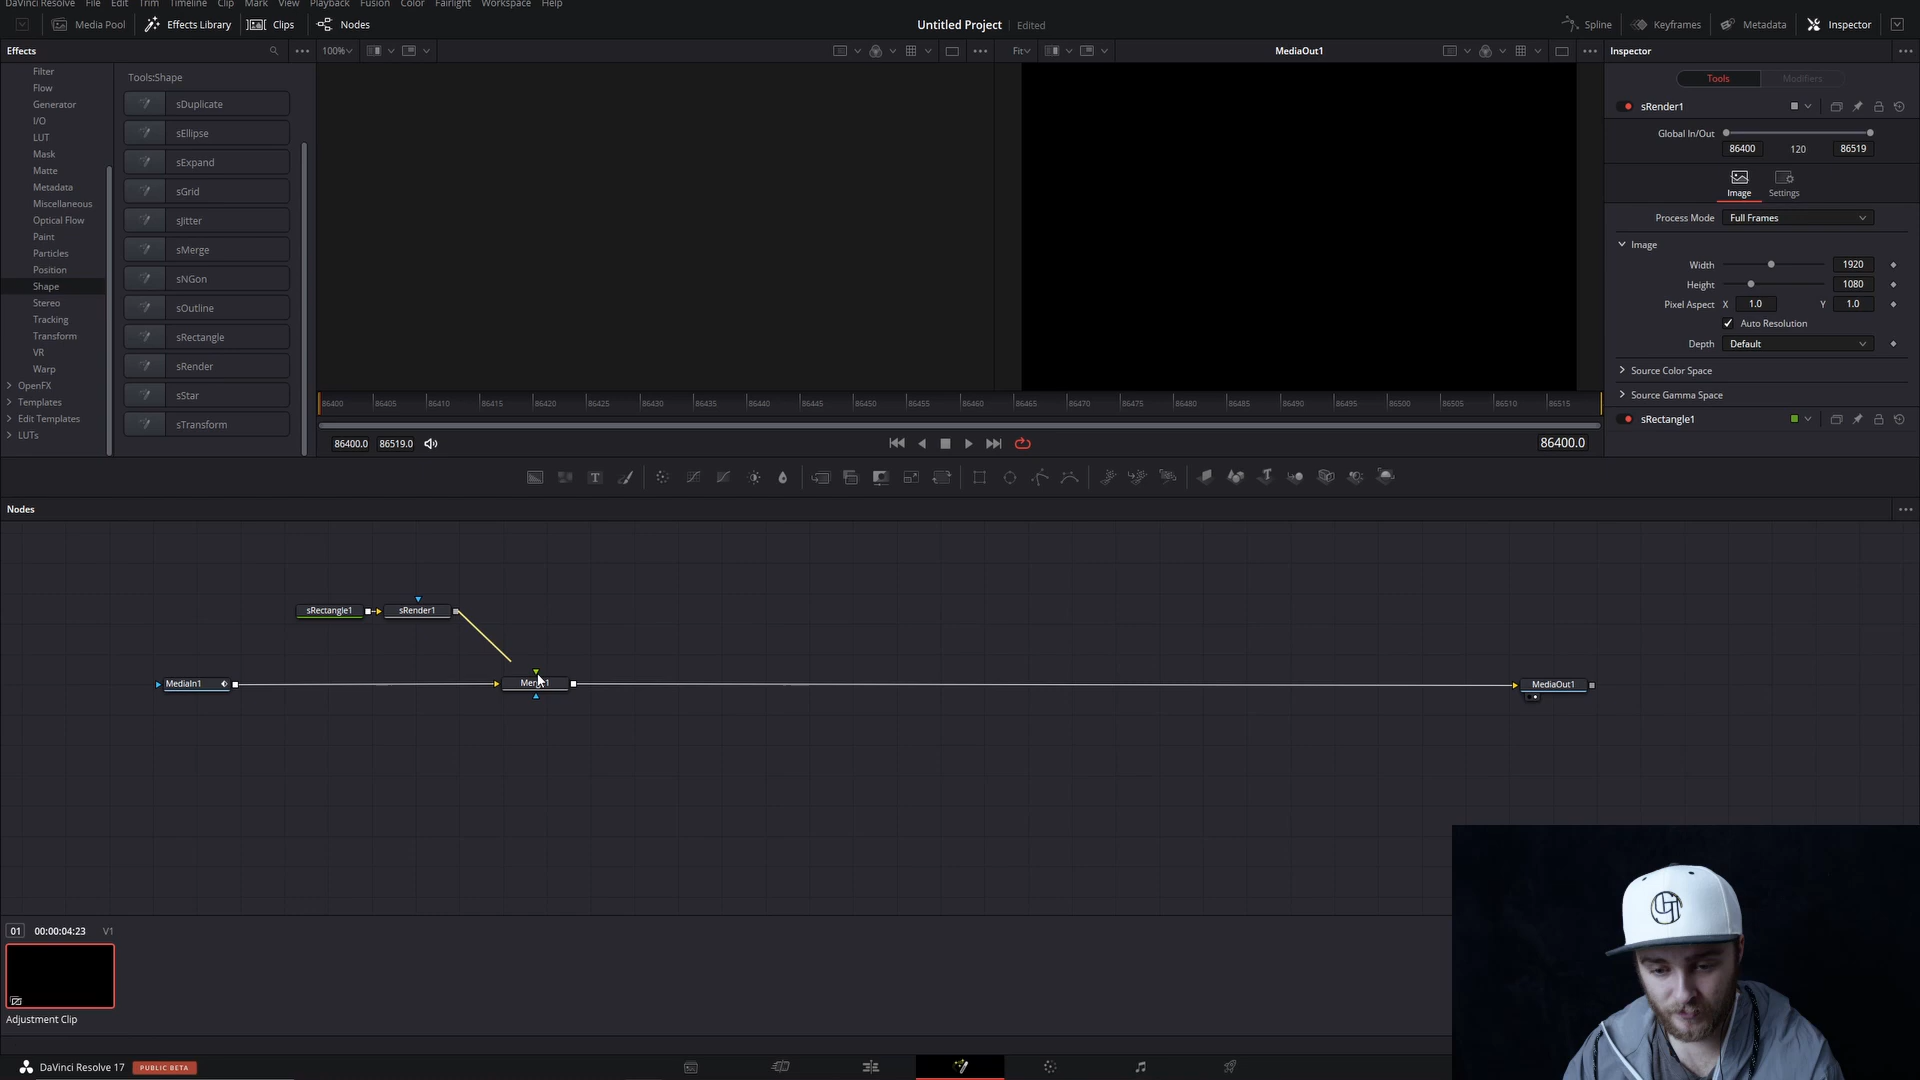 DaVinci Resolve File Edit Trim Timeline Clip Mark View Playback Fusion Color Fairlight Workspace Help
Media Pool Effects Library Clips Nodes Untitled Project Edited Spline Keyframes Metadata Inspector
Effects 100% Fit MediaOut1 Inspector
Filter
Flow
Generator
I/O
LUT
Mask
Matte
Metadata
Miscellaneous
Optical Flow
Paint
Particles
Position
Shape
Stereo
Tracking
Transform
VR
Warp
OpenFX
Templates
Edit Templates
LUTs
Tools:Shape
sDuplicate
sEllipse
sExpand
sGrid
sJitter
sMerge
sNGon
sOutline
sRectangle
sRender
sStar
sTransform
86400 86405 86410 86415 86420 86425 86430 86435 86440 86445 86450 86455 86460 86465 86470 86475 86480 86485 86490 86495 86500 86505 86510 86515
86400.0 86519.0 86400.0
Tools Modifiers
sRender1
Global In/Out
86400 120 86519
Image Settings
Process Mode Full Frames
Image
Width 1920
Height 1080
Pixel Aspect X 1.0 Y 1.0
Auto Resolution
Depth Default
Source Color Space
Source Gamma Space
sRectangle1
Nodes
sRectangle1 sRender1
MediaIn1 MediaOut1
01 00:00:04:23 V1
Adjustment Clip
DaVinci Resolve 17 PUBLIC BETA